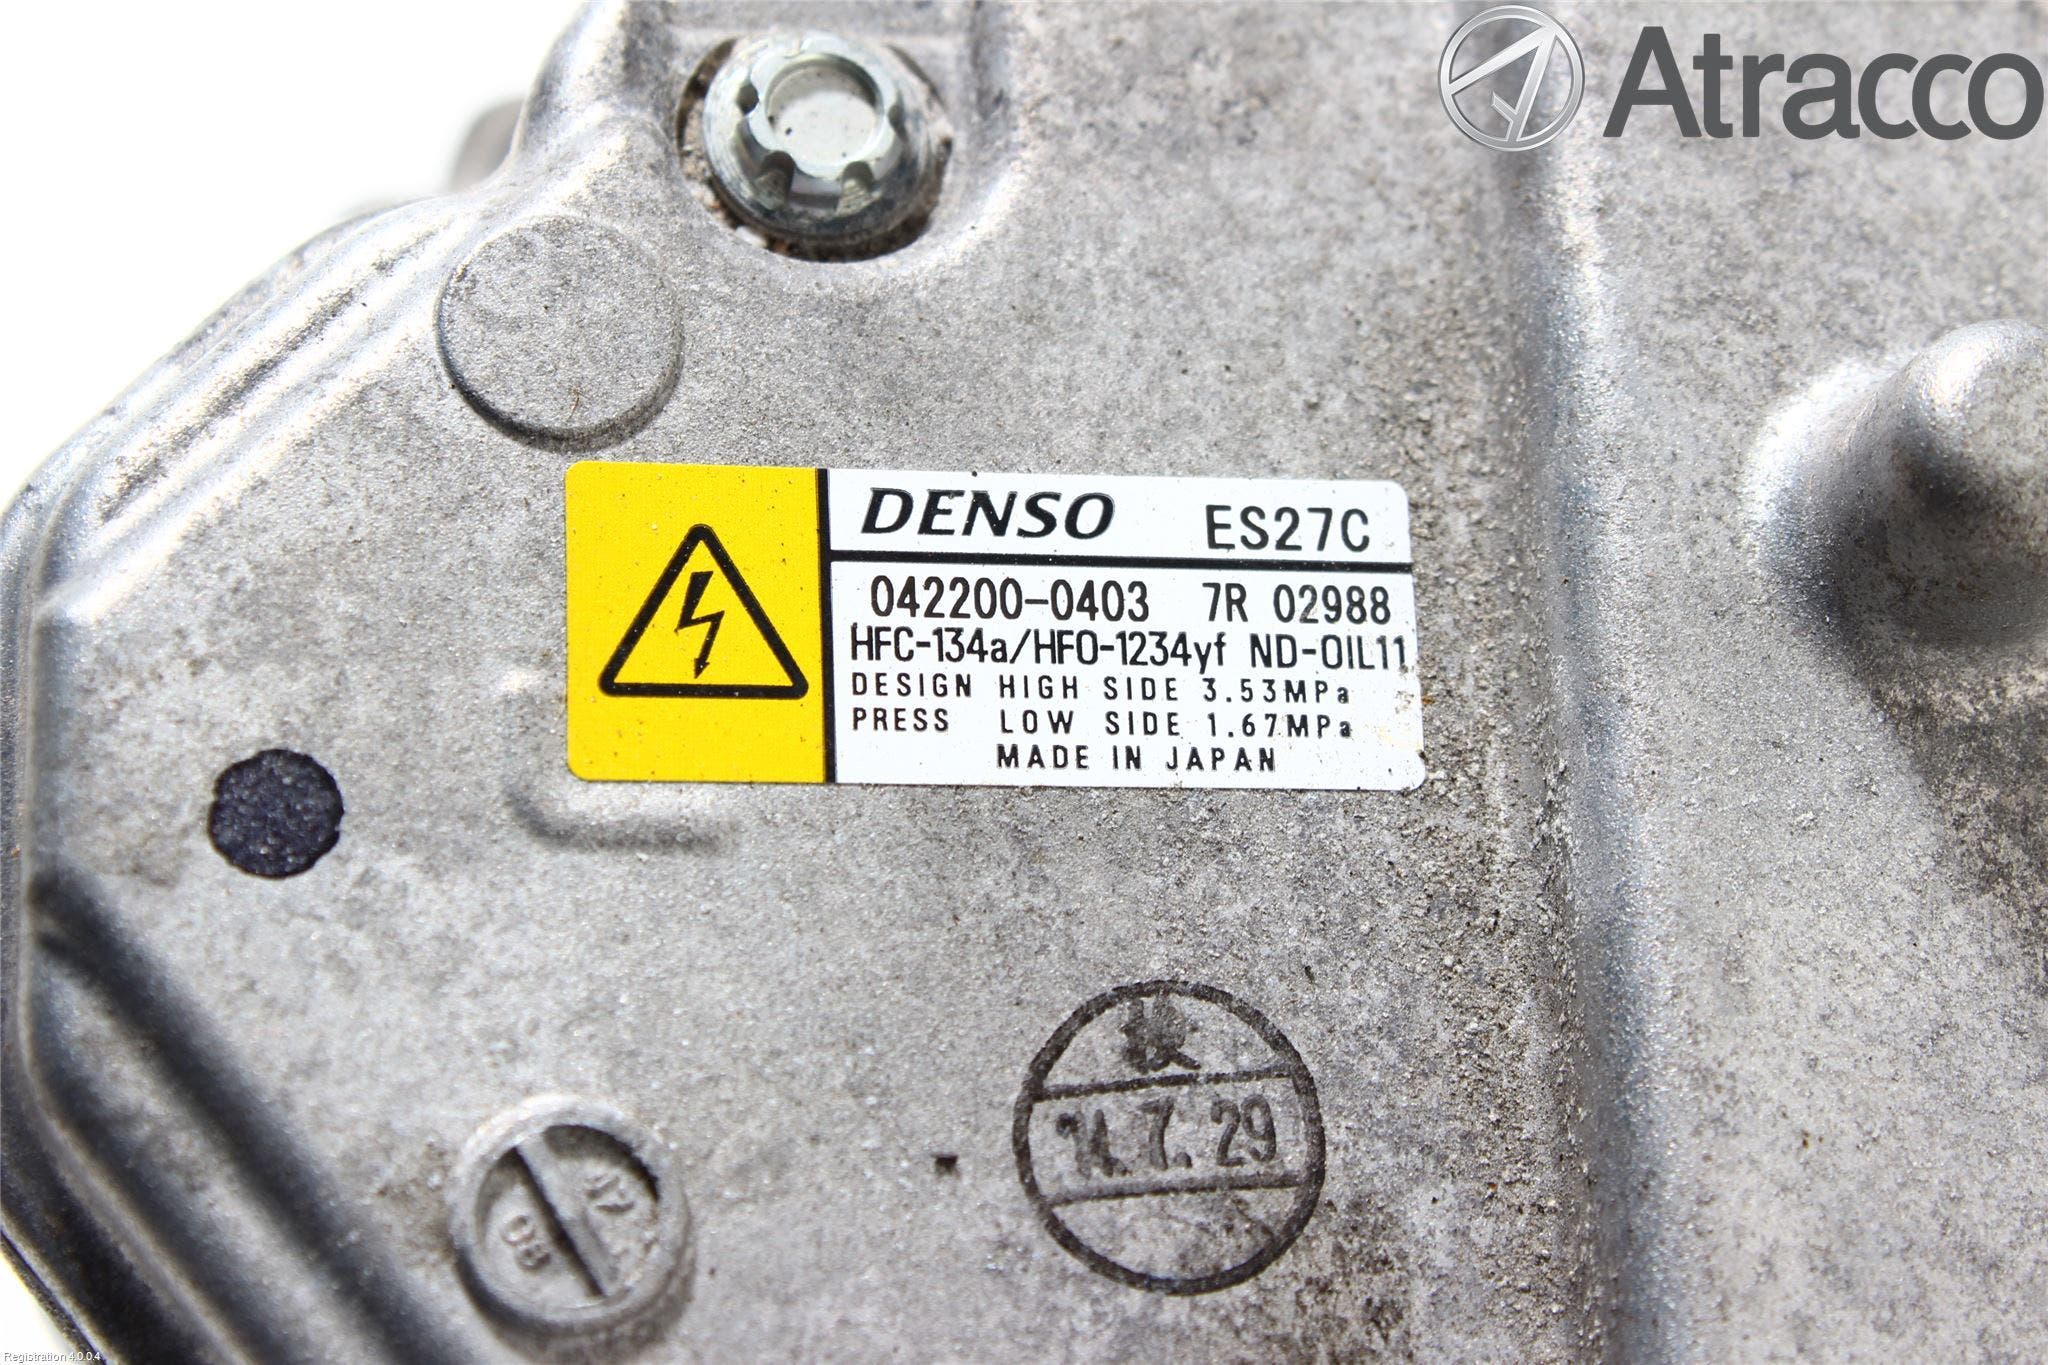 Atracco
DENSO ES27C
042200-0403 7R 02988
HFC-134a/HFO-1234yf ND-OIL11
DESIGN HIGH SIDE 3.53MPa
PRESS LOW SIDE 1.67MPa
MADE IN JAPAN
14.7.29
08
Registration 4.0.0.4